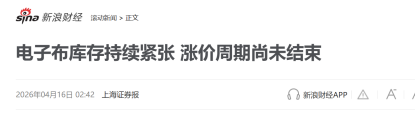 sina 新浪财经 滚动新闻 > 正文
电子布库存持续紧张 涨价周期尚未结束
2026年04月16日 02:42 上海证券报 新浪财经APP A A